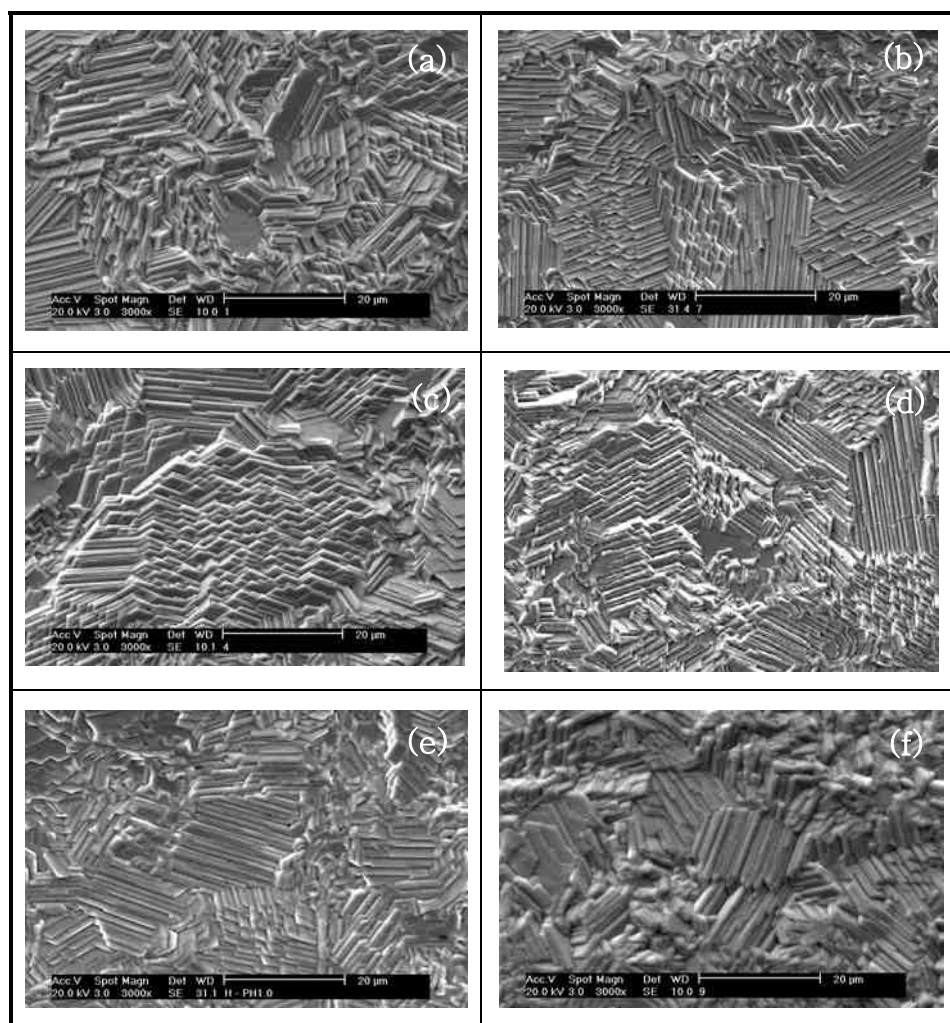 (a)
Acc.V Spot Magn Det WD 20 µm
20.0 kV 3.0 3000x SE 10.0 1
(b)
Acc.V Spot Magn Det WD 20 µm
20.0 kV 3.0 3000x SE 31.4 7
(c)
Acc.V Spot Magn Det WD 20 µm
20.0 kV 3.0 3000x SE 10.1 4
(d)
(e)
Acc.V Spot Magn Det WD 20 µm
20.0 kV 3.0 3000x SE 31.1 H - PH1.0
(f)
Acc.V Spot Magn Det WD 20 µm
20.0 kV 3.0 3000x SE 10.0 9